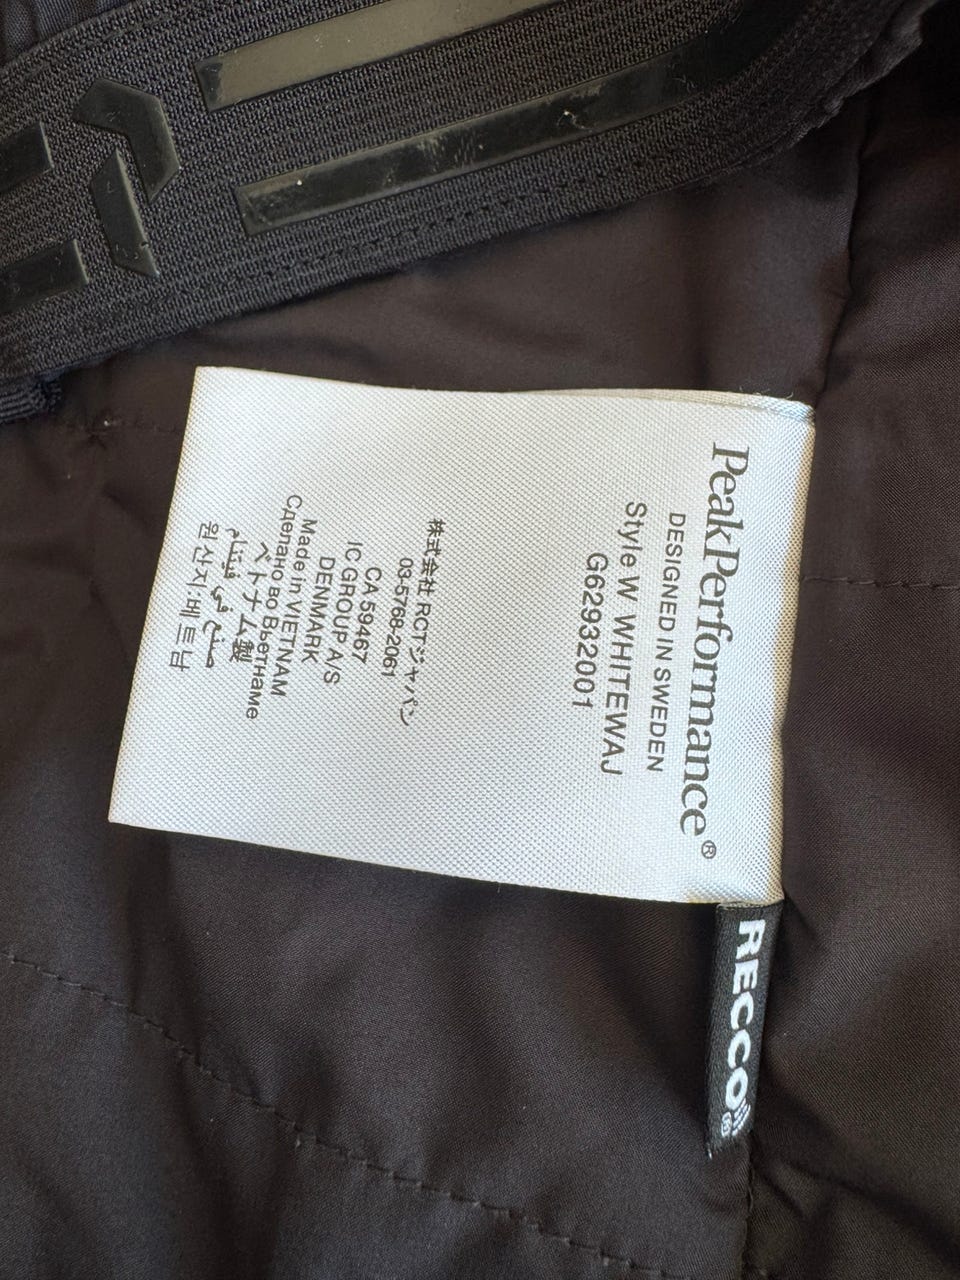 PeakPerformance®
DESIGNED IN SWEDEN
Style W WHITEWAJ
G62932001
株式会社 RCTジャパン
03-5768-2061
CA 59467
IC GROUP A/S
DENMARK
Made in VIETNAM
Сделано во Вьетнаме
ベトナム製
صنع في فيتنام
원산지:베트남
RECCO®